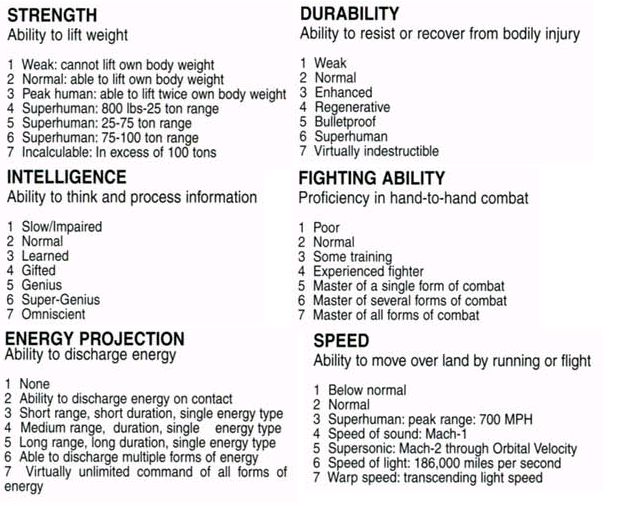 STRENGTH
Ability to lift weight
1 Weak: cannot lift own body weight
2 Normal: able to lift own body weight
3 Peak human: able to lift twice own body weight
4 Superhuman: 800 lbs-25 ton range
5 Superhuman: 25-75 ton range
6 Superhuman: 75-100 ton range
7 Incalculable: In excess of 100 tons
DURABILITY
Ability to resist or recover from bodily injury
1 Weak
2 Normal
3 Enhanced
4 Regenerative
5 Bulletproof
6 Superhuman
7 Virtually indestructible
INTELLIGENCE
Ability to think and process information
1 Slow/Impaired
2 Normal
3 Learned
4 Gifted
5 Genius
6 Super-Genius
7 Omniscient
FIGHTING ABILITY
Proficiency in hand-to-hand combat
1 Poor
2 Normal
3 Some training
4 Experienced fighter
5 Master of a single form of combat
6 Master of several forms of combat
7 Master of all forms of combat
ENERGY PROJECTION
Ability to discharge energy
1 None
2 Ability to discharge energy on contact
3 Short range, short duration, single energy type
4 Medium range, duration, single energy type
5 Long range, long duration, single energy type
6 Able to discharge multiple forms of energy
7 Virtually unlimited command of all forms of
energy
SPEED
Ability to move over land by running or flight
1 Below normal
2 Normal
3 Superhuman: peak range: 700 MPH
4 Speed of sound: Mach-1
5 Supersonic: Mach-2 through Orbital Velocity
6 Speed of light: 186,000 miles per second
7 Warp speed: transcending light speed